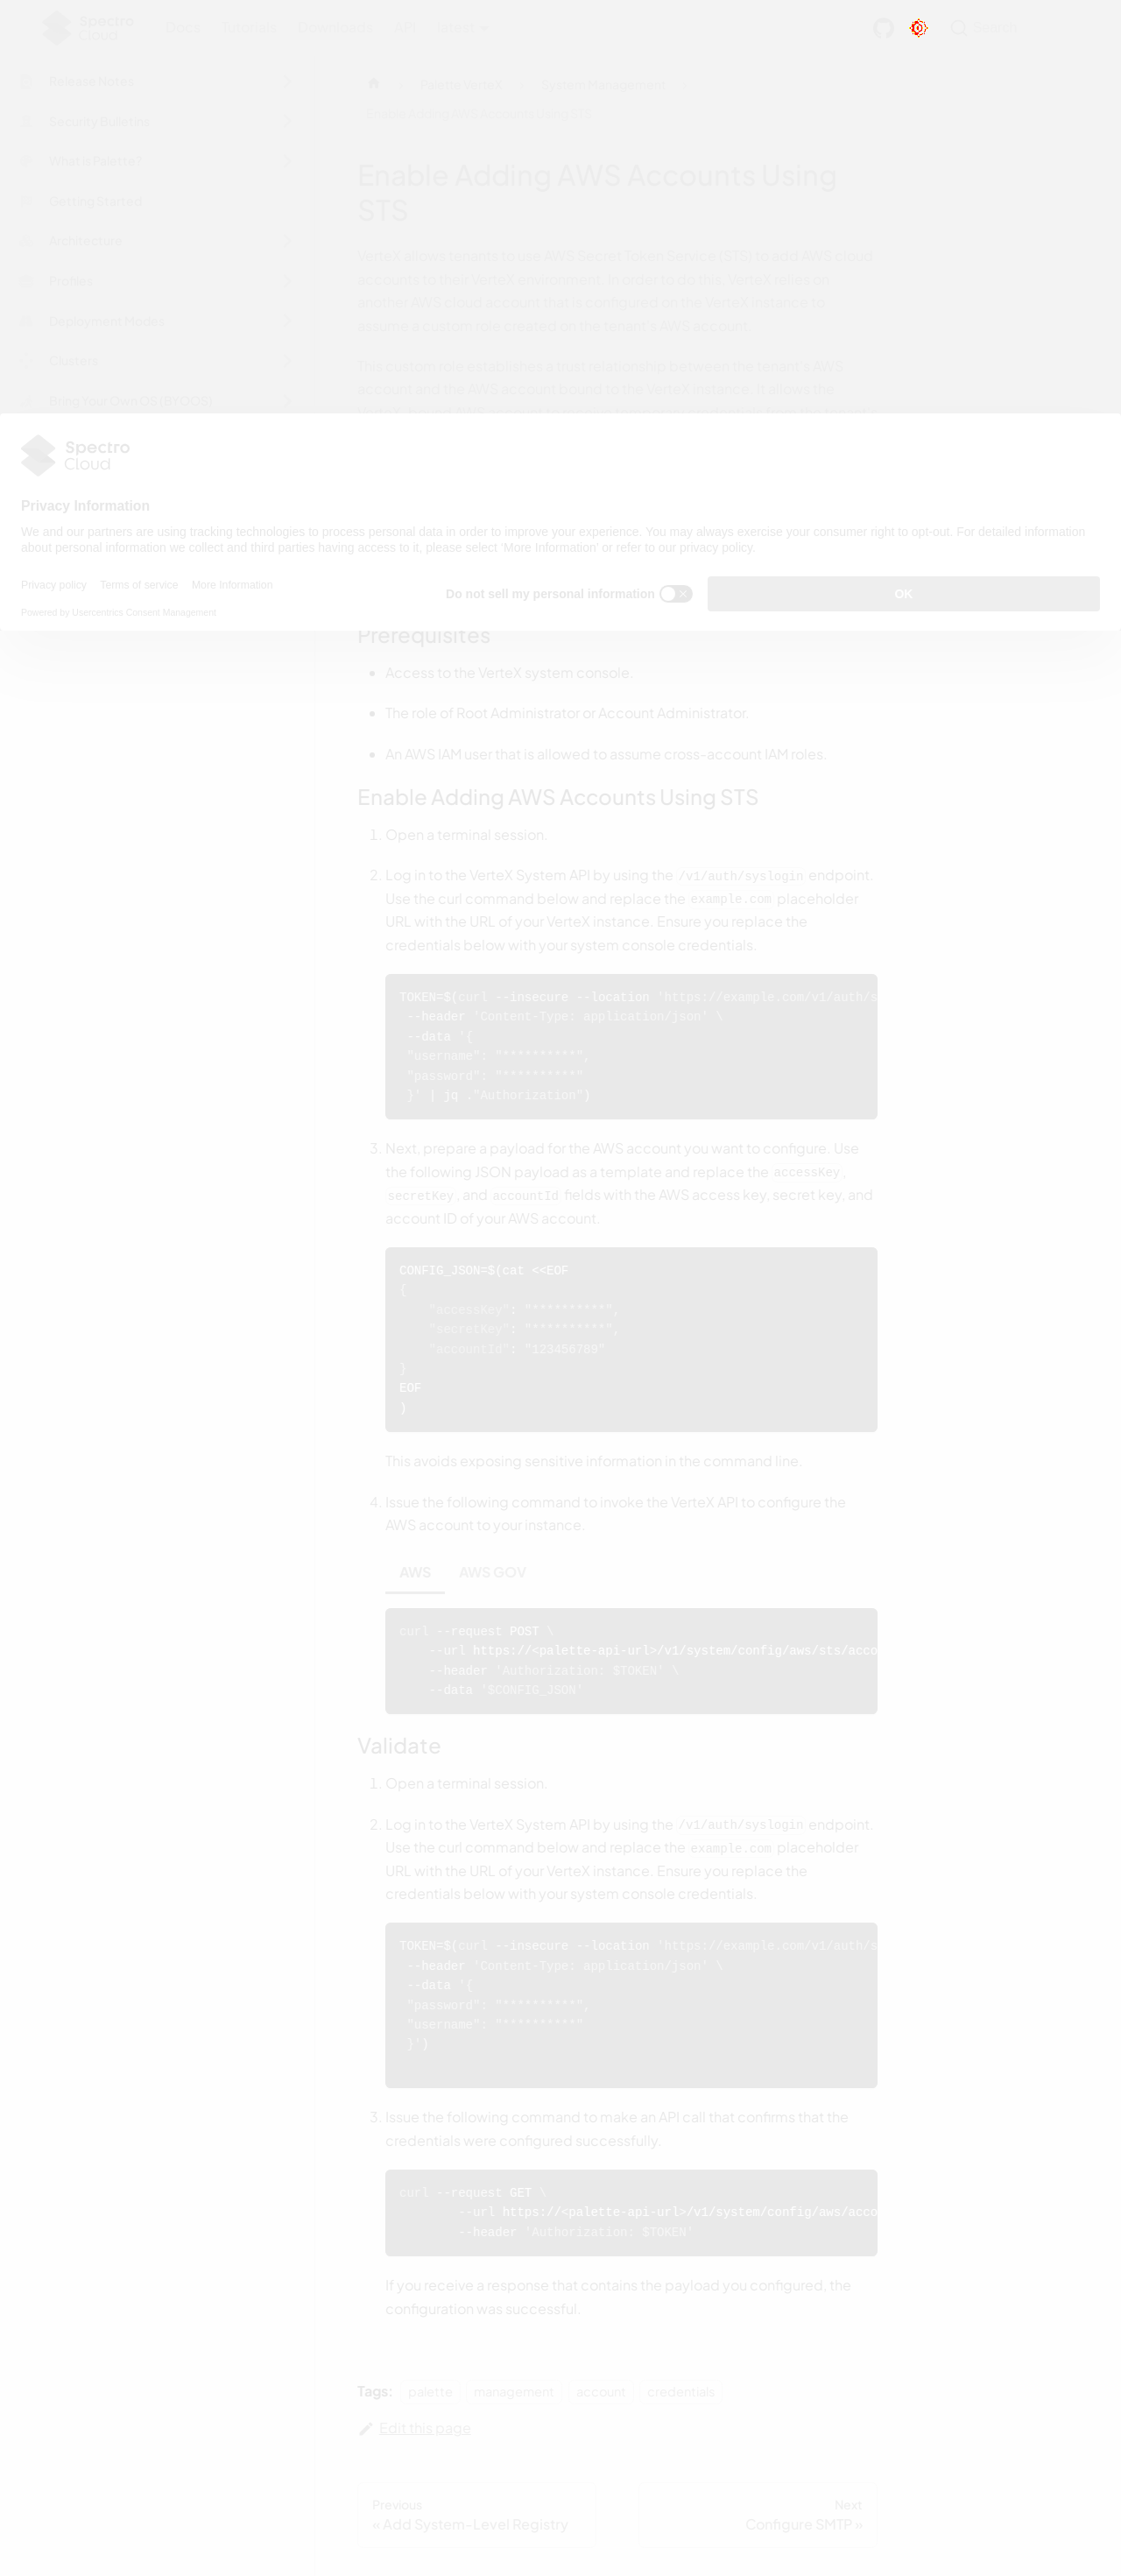 Spectro
Cloud
Docs Tutorials Downloads API latest
Search
Release Notes
Security Bulletins
What is Palette?
Getting Started
Architecture
Profiles
Deployment Modes
Clusters
Bring Your Own OS (BYOOS)
Palette VerteX
System Management
Enable Adding AWS Accounts Using STS
Enable Adding AWS Accounts Using
STS
VerteX allows tenants to use AWS Secret Token Service (STS) to add AWS cloud
accounts to their VerteX environment. In order to do this, VerteX relies on
another AWS cloud account that is configured on the VerteX instance to
assume a custom role created on the tenant's AWS account.
This custom role establishes a trust relationship between the tenant's AWS
account and the AWS account bound to the VerteX instance. It allows the
Spectro
Cloud
Privacy Information
We and our partners are using tracking technologies to process personal data in order to improve your experience. You may always exercise your consumer right to opt-out. For detailed information
about personal information we collect and third parties having access to it, please select ‘More Information’ or refer to our privacy policy.
Privacy policy Terms of service More Information
Do not sell my personal information
OK
Powered by Usercentrics Consent Management
Prerequisites
Access to the VerteX system console.
The role of Root Administrator or Account Administrator.
An AWS IAM user that is allowed to assume cross-account IAM roles.
Enable Adding AWS Accounts Using STS
1. Open a terminal session.
2. Log in to the VerteX System API by using the /v1/auth/syslogin endpoint.
Use the curl command below and replace the example.com placeholder
URL with the URL of your VerteX instance. Ensure you replace the
credentials below with your system console credentials.
TOKEN=$(curl --insecure --location 'https://example.com/v1/auth/s
--header 'Content-Type: application/json' \
--data '{
"username": "**********",
"password": "**********"
}' | jq ."Authorization")
3. Next, prepare a payload for the AWS account you want to configure. Use
the following JSON payload as a template and replace the accessKey,
secretKey, and accountId fields with the AWS access key, secret key, and
account ID of your AWS account.
CONFIG_JSON=$(cat <<EOF
{
"accessKey": "**********",
"secretKey": "**********",
"accountId": "123456789"
}
EOF
)
This avoids exposing sensitive information in the command line.
4. Issue the following command to invoke the VerteX API to configure the
AWS account to your instance.
AWS AWS GOV
curl --request POST \
--url https://<palette-api-url>/v1/system/config/aws/sts/acco
--header 'Authorization: $TOKEN' \
--data '$CONFIG_JSON'
Validate
1. Open a terminal session.
2. Log in to the VerteX System API by using the /v1/auth/syslogin endpoint.
Use the curl command below and replace the example.com placeholder
URL with the URL of your VerteX instance. Ensure you replace the
credentials below with your system console credentials.
TOKEN=$(curl --insecure --location 'https://example.com/v1/auth/s
--header 'Content-Type: application/json' \
--data '{
"password": "**********",
"username": "**********"
}')
3. Issue the following command to make an API call that confirms that the
credentials were configured successfully.
curl --request GET \
--url https://<palette-api-url>/v1/system/config/aws/acco
--header 'Authorization: $TOKEN'
If you receive a response that contains the payload you configured, the
configuration was successful.
Tags: palette management account credentials
Edit this page
Previous
« Add System-Level Registry
Next
Configure SMTP »